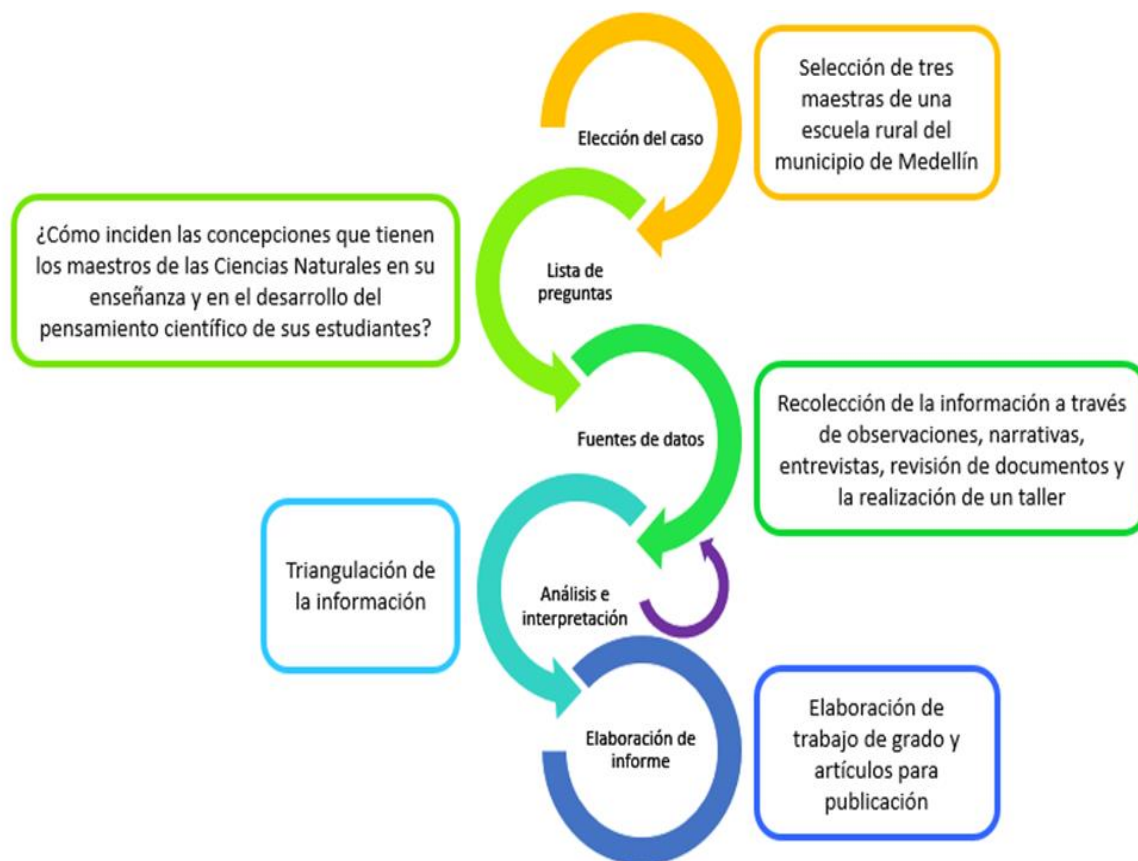 Elección del caso
Selección de tres
maestras de una
escuela rural del
municipio de Medellín
¿Cómo inciden las concepciones que tienen
los maestros de las Ciencias Naturales en su
enseñanza y en el desarrollo del
pensamiento científico de sus estudiantes?
Lista de
preguntas
Fuentes de datos
Recolección de la información a través
de observaciones, narrativas,
entrevistas, revisión de documentos y
la realización de un taller
Triangulación de
la información
Análisis e
interpretación
Elaboración de
informe
Elaboración de
trabajo de grado y
artículos para
publicación